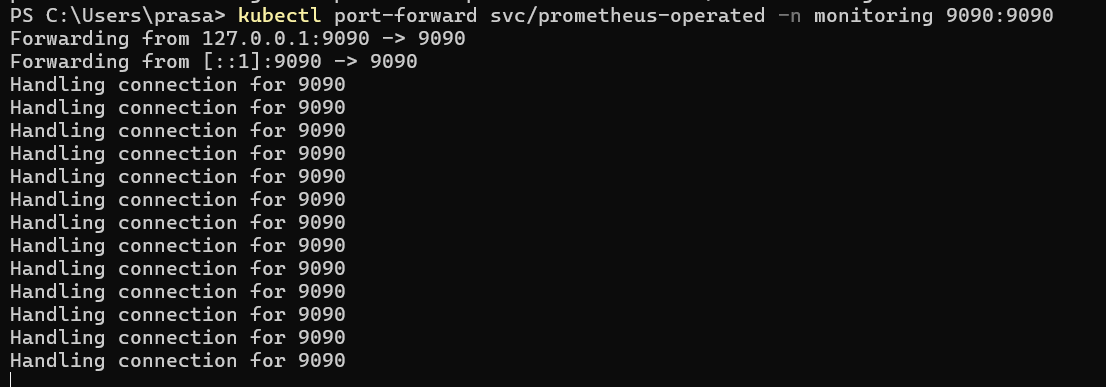 PS C:\Users\prasa> kubectl port-forward svc/prometheus-operated -n monitoring 9090:9090
Forwarding from 127.0.0.1:9090 -> 9090
Forwarding from [::1]:9090 -> 9090
Handling connection for 9090
Handling connection for 9090
Handling connection for 9090
Handling connection for 9090
Handling connection for 9090
Handling connection for 9090
Handling connection for 9090
Handling connection for 9090
Handling connection for 9090
Handling connection for 9090
Handling connection for 9090
Handling connection for 9090
Handling connection for 9090